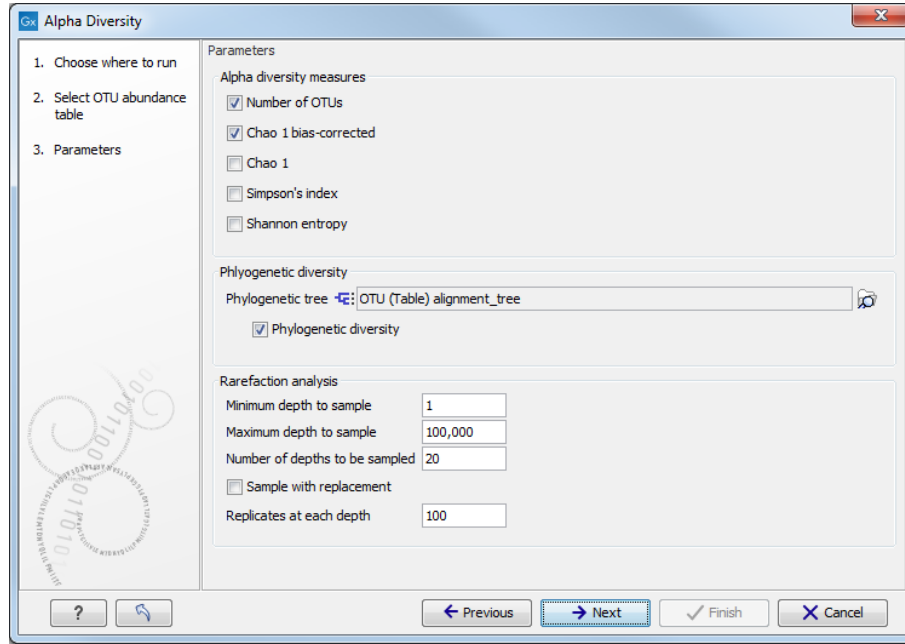 Gx Alpha Diversity
1. Choose where to run
2. Select OTU abundance
table
3. Parameters
Parameters
Alpha diversity measures
Number of OTUs
Chao 1 bias-corrected
Chao 1
Simpson's index
Shannon entropy
Phlyogenetic diversity
Phylogenetic tree OTU (Table) alignment_tree
Phylogenetic diversity
Rarefaction analysis
Minimum depth to sample 1
Maximum depth to sample 100,000
Number of depths to be sampled 20
Sample with replacement
Replicates at each depth 100
? Previous Next Finish Cancel